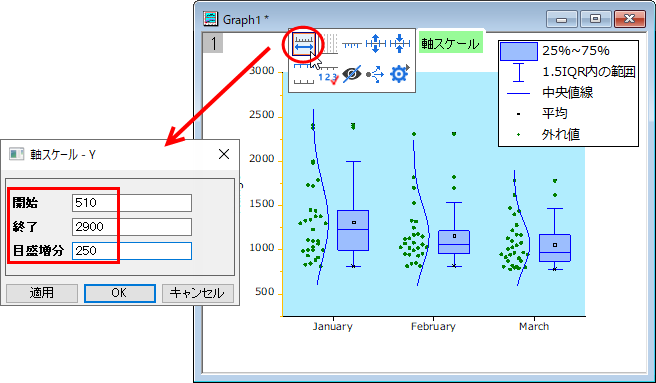 Graph1 *
1
軸スケール
1 2 3
25%~75%
1.5IQR内の範囲
中央値線
平均
外れ値
3000
2500
2000
1500
1000
500
January
February
March
軸スケール - Y
開始 510
終了 2900
目盛増分 250
適用
OK
キャンセル